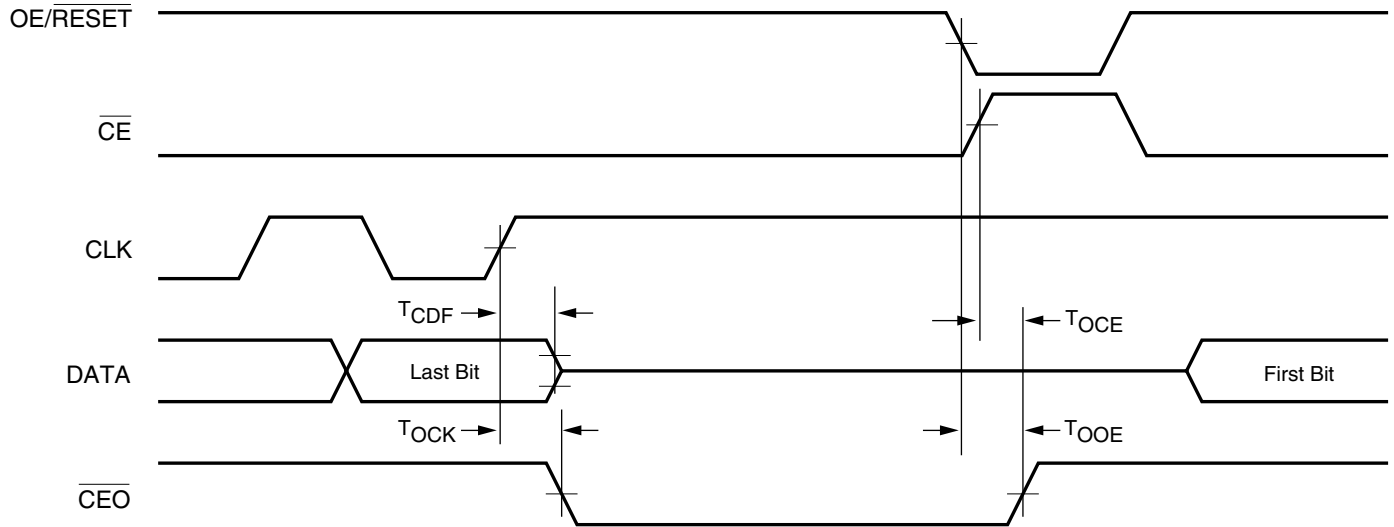 OE/RESET
CE
CLK
TCDF
TOCE
DATA
Last Bit
First Bit
TOCK
TOOE
CEO